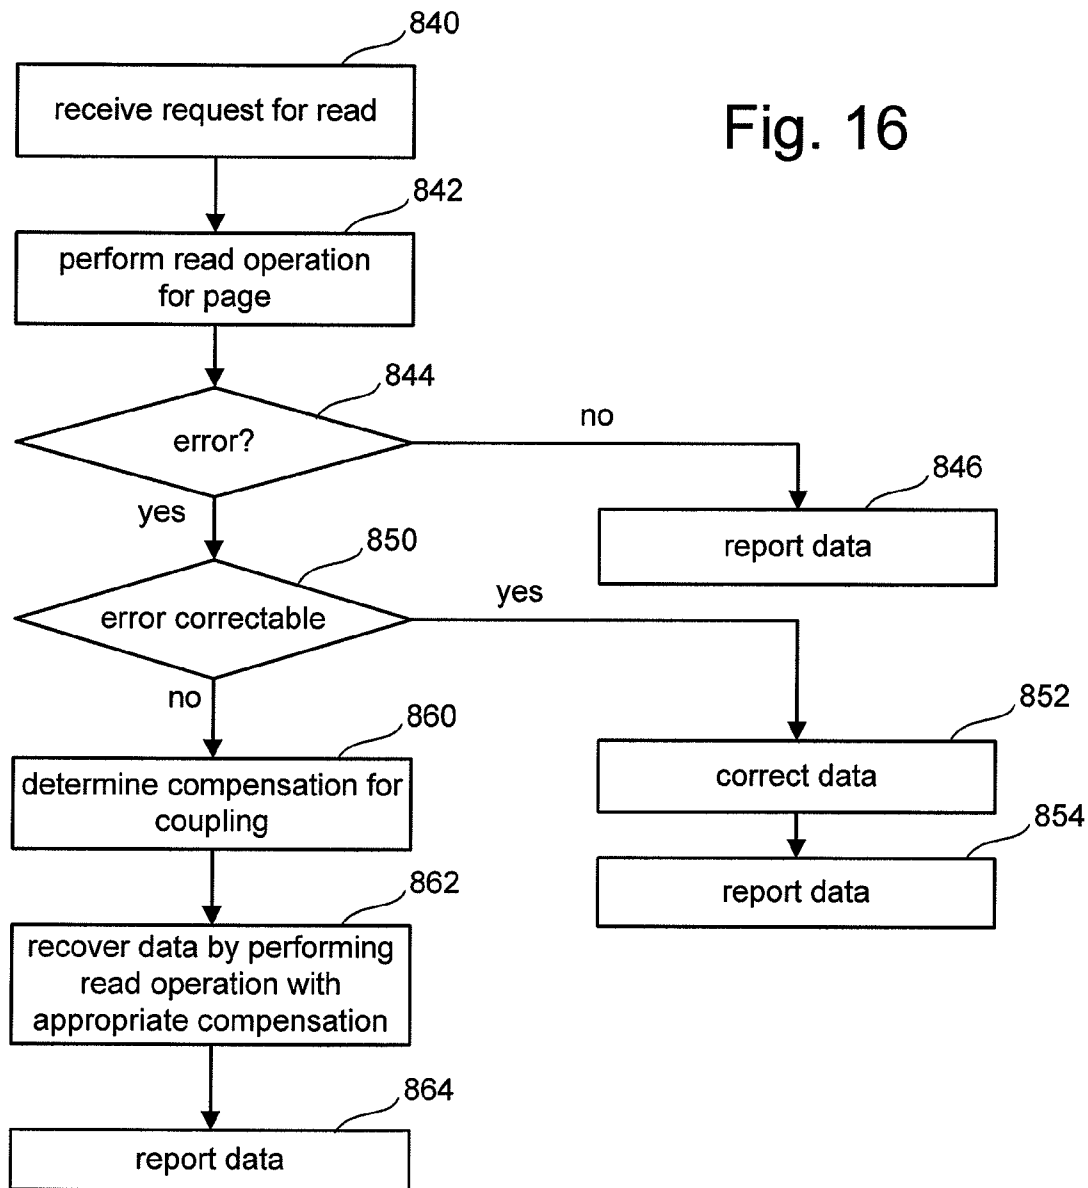 840
receive request for read
Fig. 16
842
perform read operation
for page
844
error?
no
846
report data
yes
850
error correctable
yes
no
852
correct data
860
determine compensation for
coupling
854
report data
862
recover data by performing
read operation with
appropriate compensation
864
report data